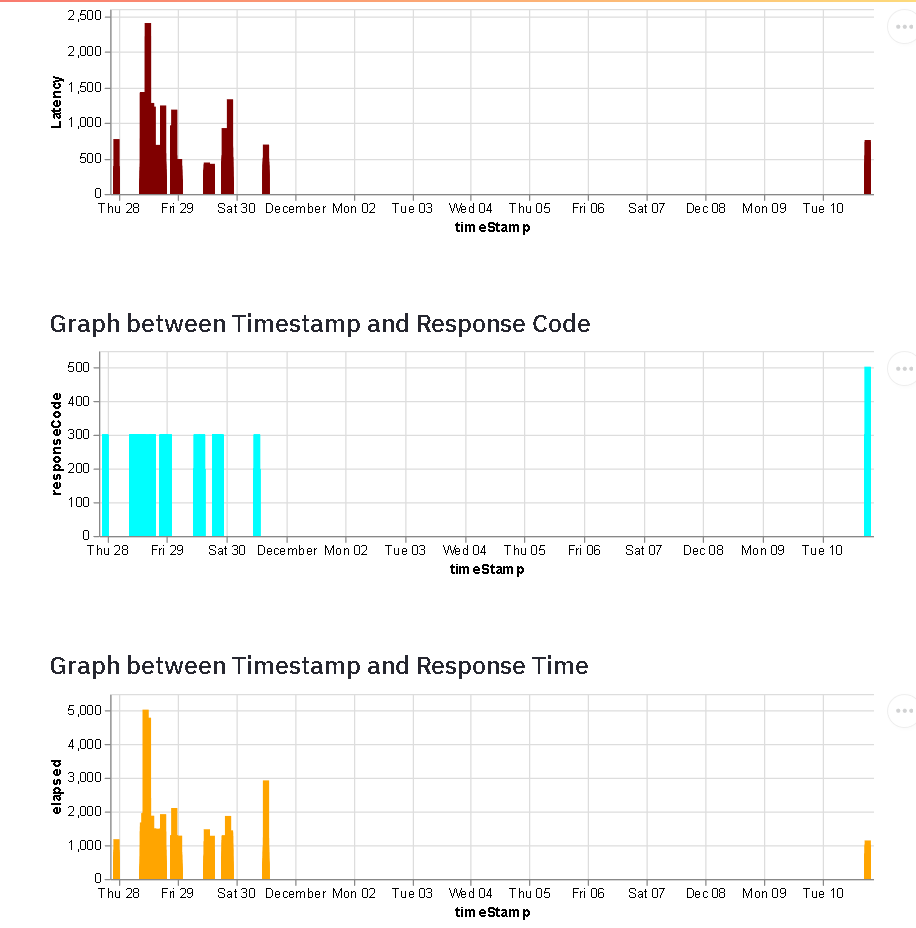 2,500
2,000
1,500
1,000
500
0
Latency
Thu 28 Fri 29 Sat 30 December Mon 02 Tue 03 Wed 04 Thu 05 Fri 06 Sat 07 Dec 08 Mon 09 Tue 10
timeStamp
Graph between Timestamp and Response Code
500
400
300
200
100
0
responseCode
Thu 28 Fri 29 Sat 30 December Mon 02 Tue 03 Wed 04 Thu 05 Fri 06 Sat 07 Dec 08 Mon 09 Tue 10
timeStamp
Graph between Timestamp and Response Time
5,000
4,000
3,000
2,000
1,000
0
elapsed
Thu 28 Fri 29 Sat 30 December Mon 02 Tue 03 Wed 04 Thu 05 Fri 06 Sat 07 Dec 08 Mon 09 Tue 10
timeStamp